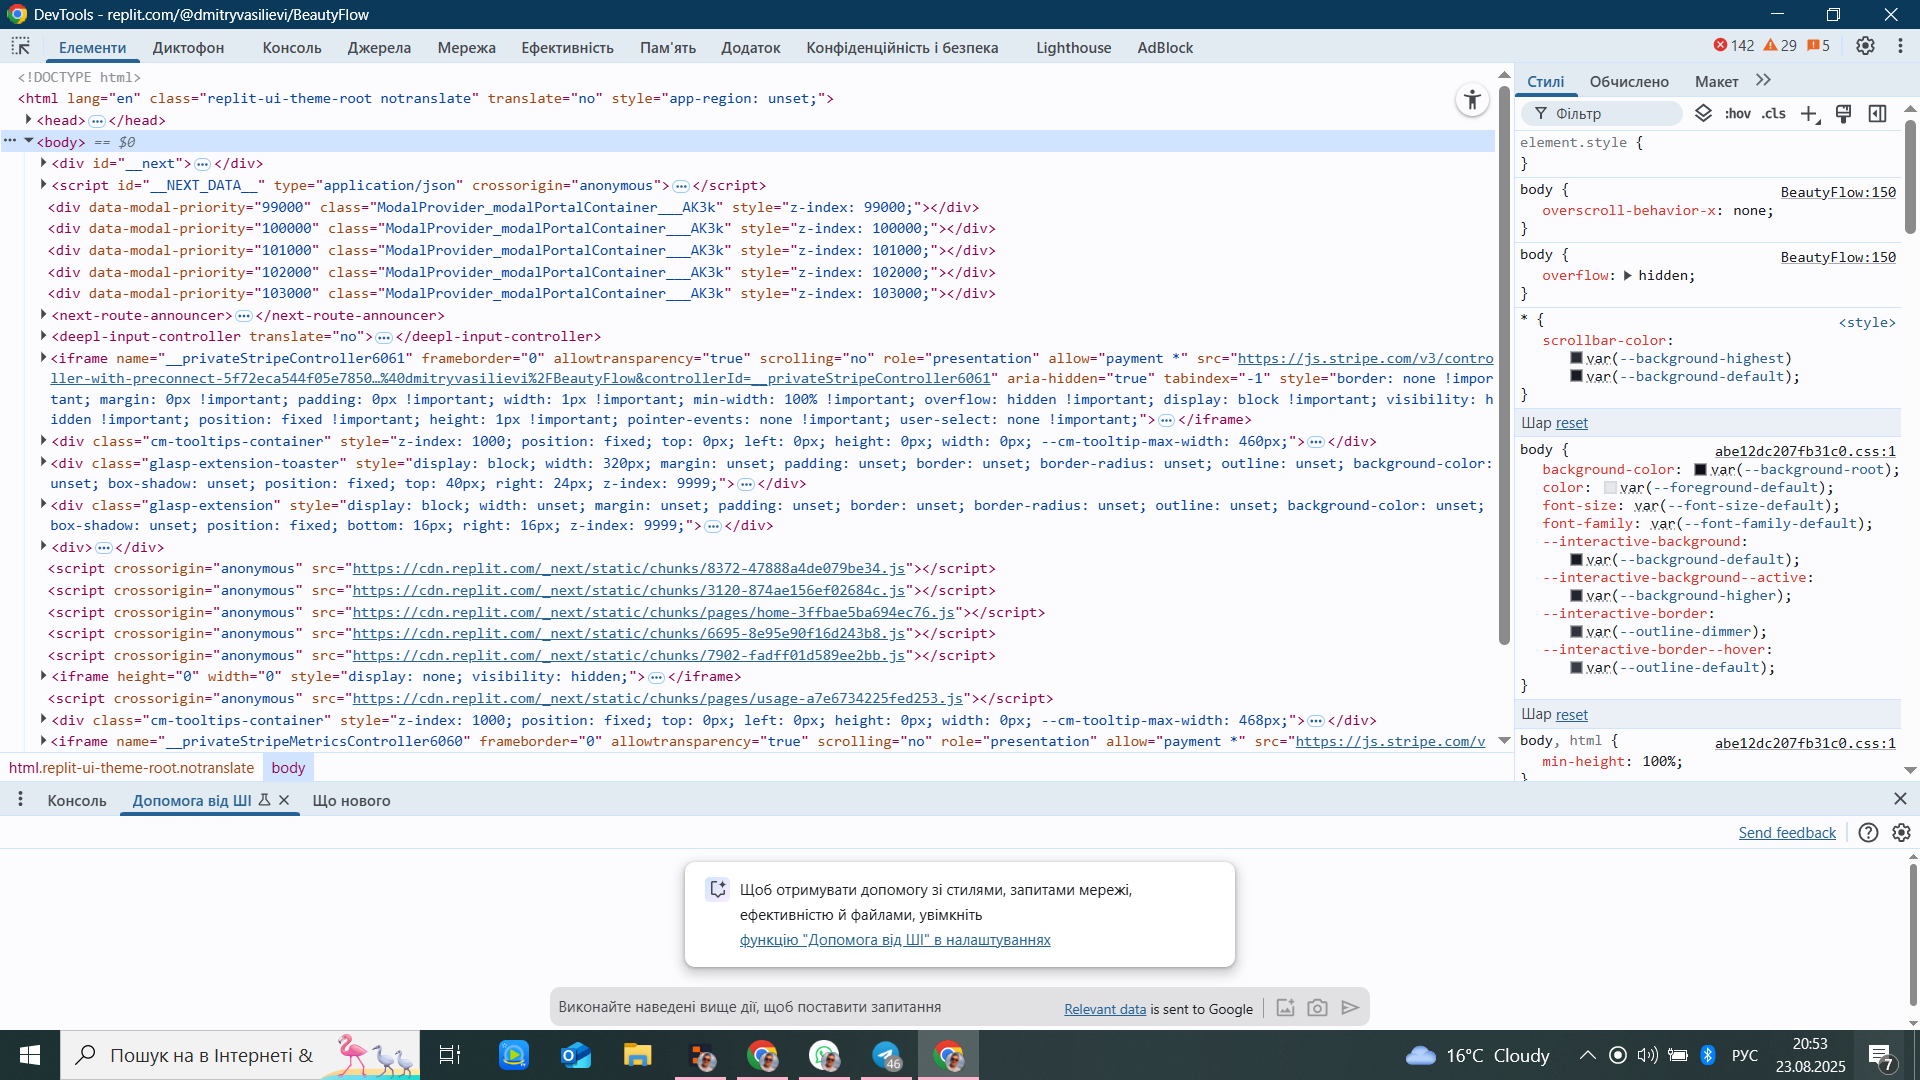 DevTools - replit.com/@dmitryvasilievi/BeautyFlow
Елементи Диктофон Консоль Джерела Мережа Ефективність Пам'ять Додаток Конфіденційність і безпека Lighthouse AdBlock 142 29 5
<!DOCTYPE html>
<html lang="en" class="replit-ui-theme-root notranslate" translate="no" style="app-region: unset;">
<head>…</head>
<body> == $0
<div id="__next">…</div>
<script id="__NEXT_DATA__" type="application/json" crossorigin="anonymous">…</script>
<div data-modal-priority="99000" class="ModalProvider_modalPortalContainer___AK3k" style="z-index: 99000;"></div>
<div data-modal-priority="100000" class="ModalProvider_modalPortalContainer___AK3k" style="z-index: 100000;"></div>
<div data-modal-priority="101000" class="ModalProvider_modalPortalContainer___AK3k" style="z-index: 101000;"></div>
<div data-modal-priority="102000" class="ModalProvider_modalPortalContainer___AK3k" style="z-index: 102000;"></div>
<div data-modal-priority="103000" class="ModalProvider_modalPortalContainer___AK3k" style="z-index: 103000;"></div>
<next-route-announcer>…</next-route-announcer>
<deepl-input-controller translate="no">…</deepl-input-controller>
<iframe name="__privateStripeController6061" frameborder="0" allowtransparency="true" scrolling="no" role="presentation" allow="payment *" src="https://js.stripe.com/v3/contro
ller-with-preconnect-5f72eca544f05e7850…%40dmitryvasilievi%2FBeautyFlow&controllerId=__privateStripeController6061" aria-hidden="true" tabindex="-1" style="border: none !impor
tant; margin: 0px !important; padding: 0px !important; width: 1px !important; min-width: 100% !important; overflow: hidden !important; display: block !important; visibility: h
idden !important; position: fixed !important; height: 1px !important; pointer-events: none !important; user-select: none !important;">…</iframe>
<div class="cm-tooltips-container" style="z-index: 1000; position: fixed; top: 0px; left: 0px; height: 0px; width: 0px; --cm-tooltip-max-width: 460px;">…</div>
<div class="glasp-extension-toaster" style="display: block; width: 320px; margin: unset; padding: unset; border: unset; border-radius: unset; outline: unset; background-color:
unset; box-shadow: unset; position: fixed; top: 40px; right: 24px; z-index: 9999;">…</div>
<div class="glasp-extension" style="display: block; width: unset; margin: unset; padding: unset; border: unset; border-radius: unset; outline: unset; background-color: unset;
box-shadow: unset; position: fixed; bottom: 16px; right: 16px; z-index: 9999;">…</div>
<div>…</div>
<script crossorigin="anonymous" src="https://cdn.replit.com/_next/static/chunks/8372-47888a4de079be34.js"></script>
<script crossorigin="anonymous" src="https://cdn.replit.com/_next/static/chunks/3120-874ae156ef02684c.js"></script>
<script crossorigin="anonymous" src="https://cdn.replit.com/_next/static/chunks/pages/home-3ffbae5ba694ec76.js"></script>
<script crossorigin="anonymous" src="https://cdn.replit.com/_next/static/chunks/6695-8e95e90f16d243b8.js"></script>
<script crossorigin="anonymous" src="https://cdn.replit.com/_next/static/chunks/7902-fadff01d589ee2bb.js"></script>
<iframe height="0" width="0" style="display: none; visibility: hidden;">…</iframe>
<script crossorigin="anonymous" src="https://cdn.replit.com/_next/static/chunks/pages/usage-a7e6734225fed253.js"></script>
<div class="cm-tooltips-container" style="z-index: 1000; position: fixed; top: 0px; left: 0px; height: 0px; width: 0px; --cm-tooltip-max-width: 468px;">…</div>
<iframe name="__privateStripeMetricsController6060" frameborder="0" allowtransparency="true" scrolling="no" role="presentation" allow="payment *" src="https://js.stripe.com/v
html.replit-ui-theme-root.notranslate body
Стилі Обчислено Макет
Фільтр :hov .cls
element.style {
}
body { BeautyFlow:150
overscroll-behavior-x: none;
}
body { BeautyFlow:150
overflow: hidden;
}
* { <style>
scrollbar-color:
var(--background-highest)
var(--background-default);
}
Шар reset
body { abe12dc207fb31c0.css:1
background-color: var(--background-root);
color: var(--foreground-default);
font-size: var(--font-size-default);
font-family: var(--font-family-default);
--interactive-background:
var(--background-default);
--interactive-background--active:
var(--background-higher);
--interactive-border:
var(--outline-dimmer);
--interactive-border--hover:
var(--outline-default);
}
Шар reset
body, html { abe12dc207fb31c0.css:1
min-height: 100%;
}
Консоль Допомога від ШІ Що нового
Send feedback
Щоб отримувати допомогу зі стилями, запитами мережі,
ефективністю й файлами, увімкніть
функцію "Допомога від ШІ" в налаштуваннях
Виконайте наведені вище дії, щоб поставити запитання Relevant data is sent to Google
Пошук на в Інтернеті & 46 16°C Cloudy РУС 20:53
23.08.2025 7